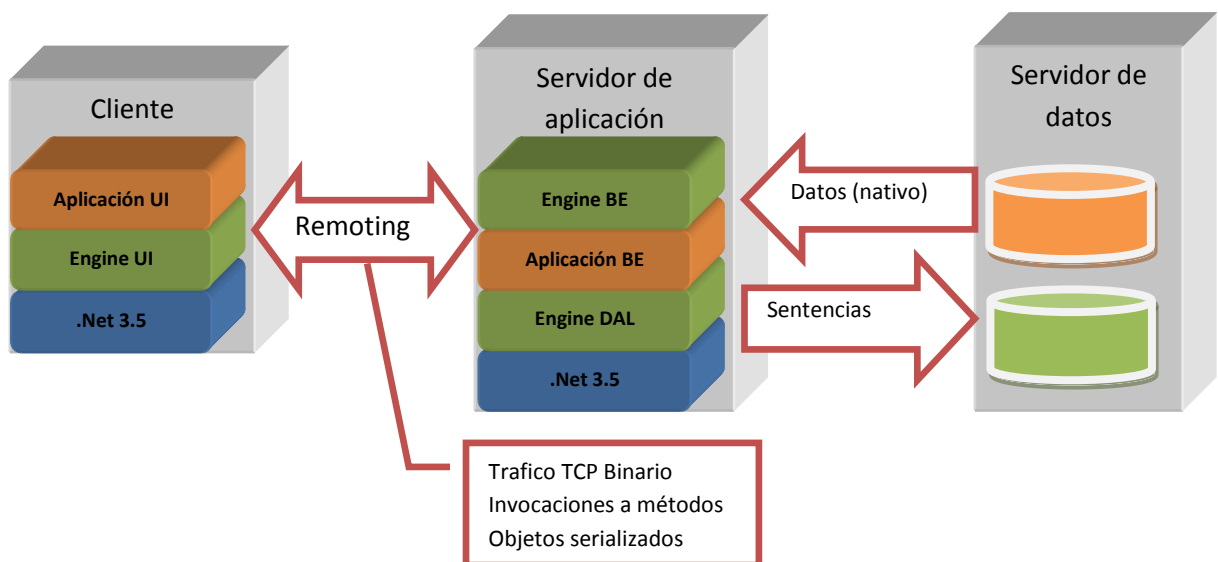 Cliente
Aplicación UI
Engine UI
.Net 3.5
Remoting
Servidor de
aplicación
Engine BE
Aplicación BE
Engine DAL
.Net 3.5
Datos (nativo)
Sentencias
Servidor de
datos
Trafico TCP Binario
Invocaciones a métodos
Objetos serializados